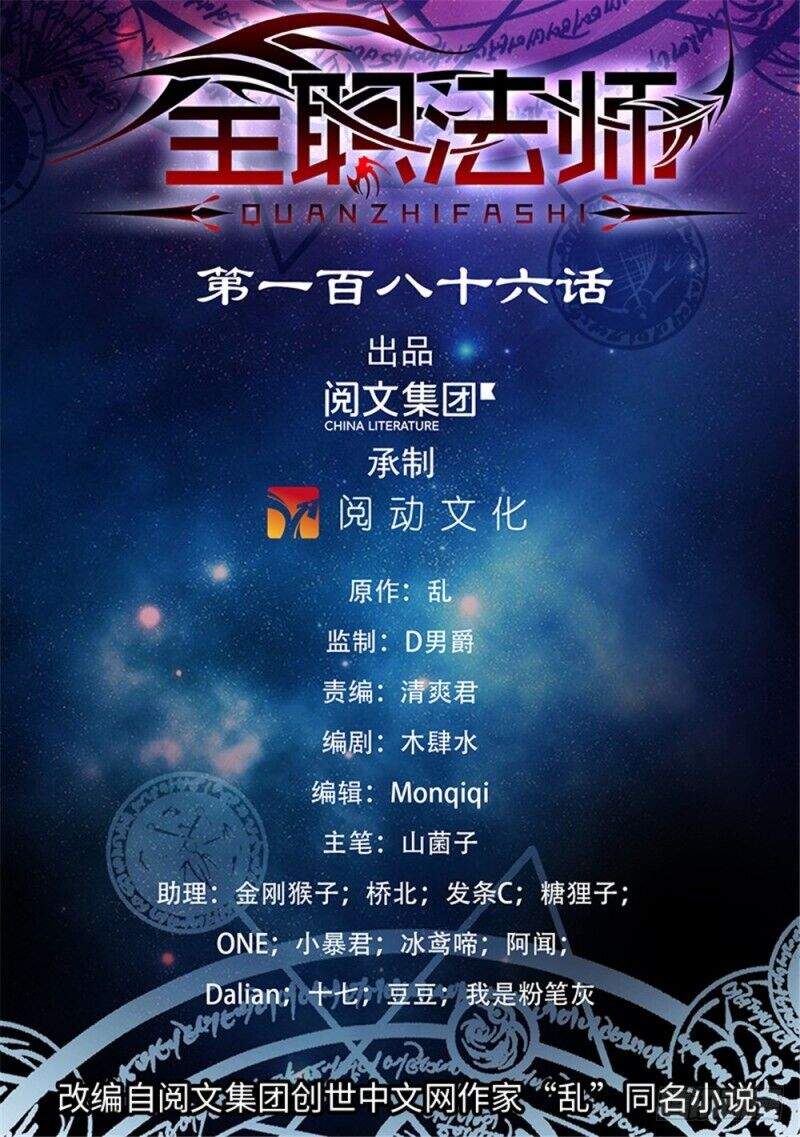 全职法师
QUANZHIFASHI
第一百八十六话
出品
阅文集团
CHINA LITERATURE
承制
阅动文化
原作：乱
监制：D男爵
责编：清爽君
编剧：木肆水
编辑：Monqiqi
主笔：山菌子
助理：金刚猴子；桥北；发条C；糖狸子；
ONE；小暴君；冰鸢啼；阿闻；
Dalian；十七；豆豆；我是粉笔灰
改编自阅文集团创世中文网作家“乱”同名小说